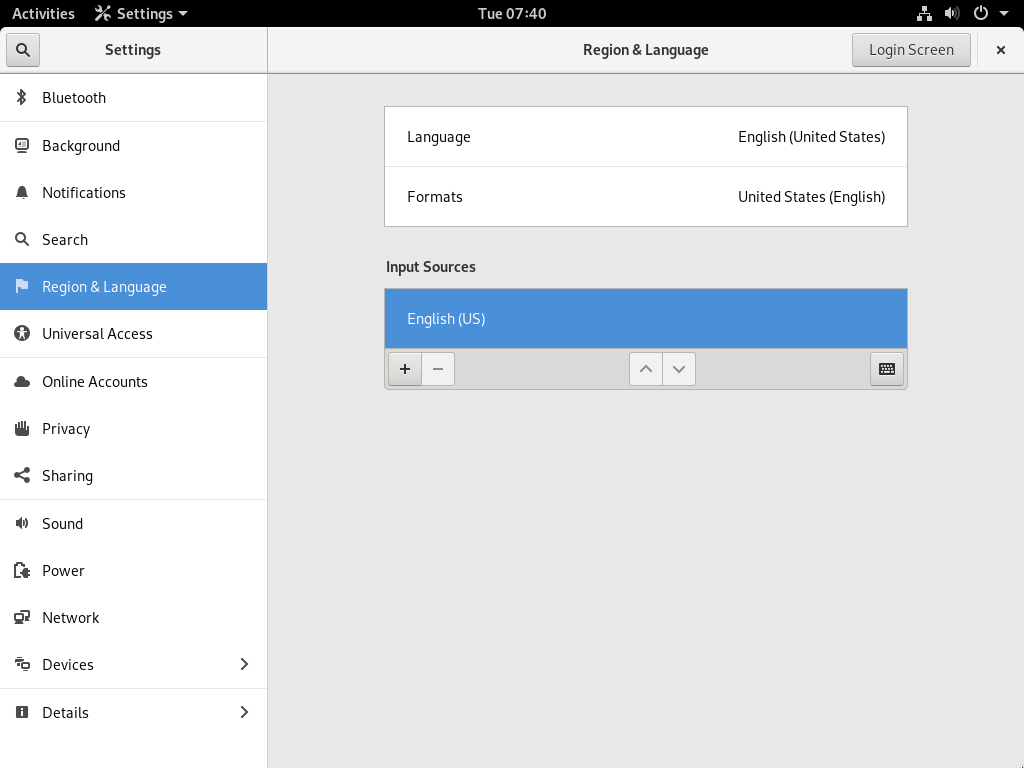 Activities
Settings
Tue 07:40
Settings
Region & Language
Login Screen
Bluetooth
Background
Notifications
Search
Region & Language
Universal Access
Online Accounts
Privacy
Sharing
Sound
Power
Network
Devices
Details
Language English (United States)
Formats United States (English)
Input Sources
English (US)